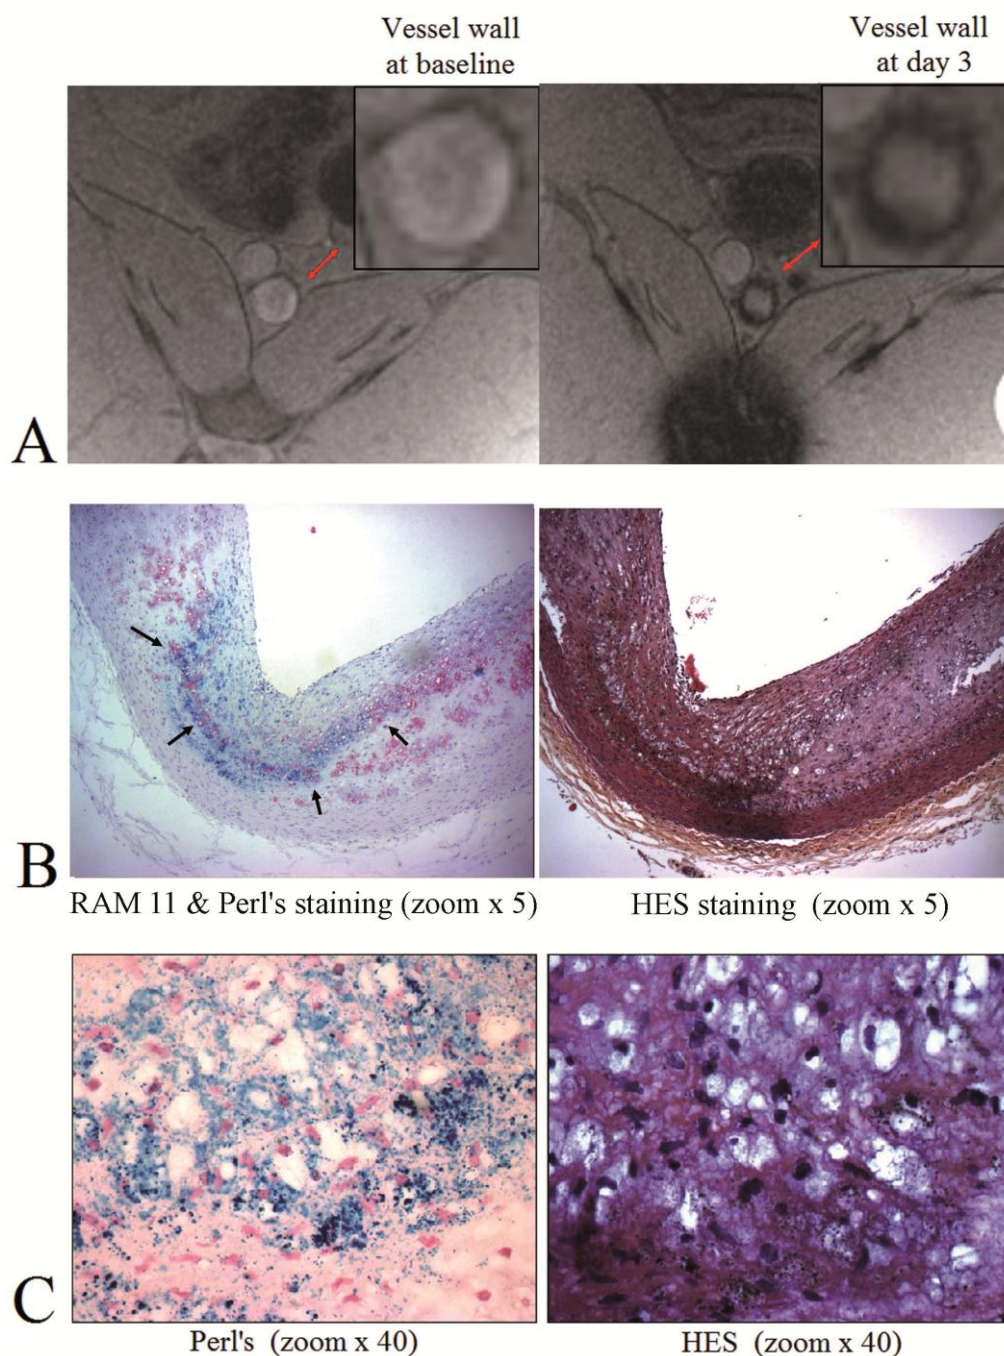 Vessel wall
at baseline
Vessel wall
at day 3
A
B
RAM 11 & Perl's staining (zoom x 5)
HES staining (zoom x 5)
C
Perl's (zoom x 40)
HES (zoom x 40)